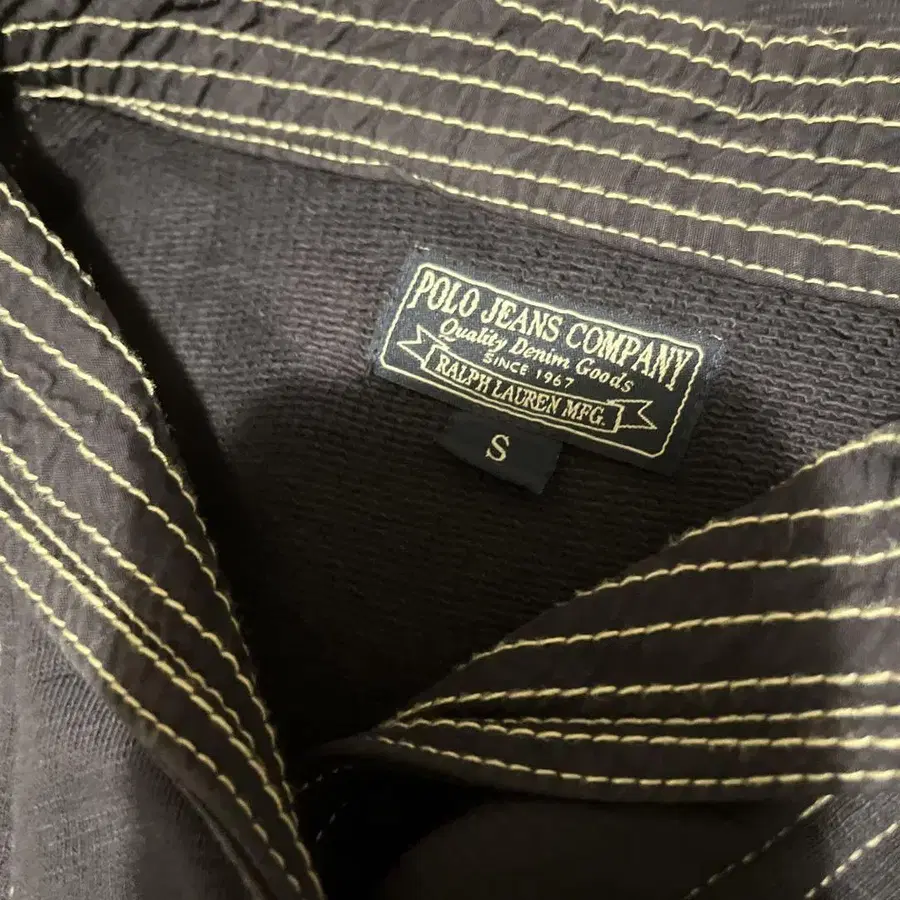 POLO JEANS COMPANY
Quality Denim Goods
SINCE 1967
RALPH LAUREN MFG.
S